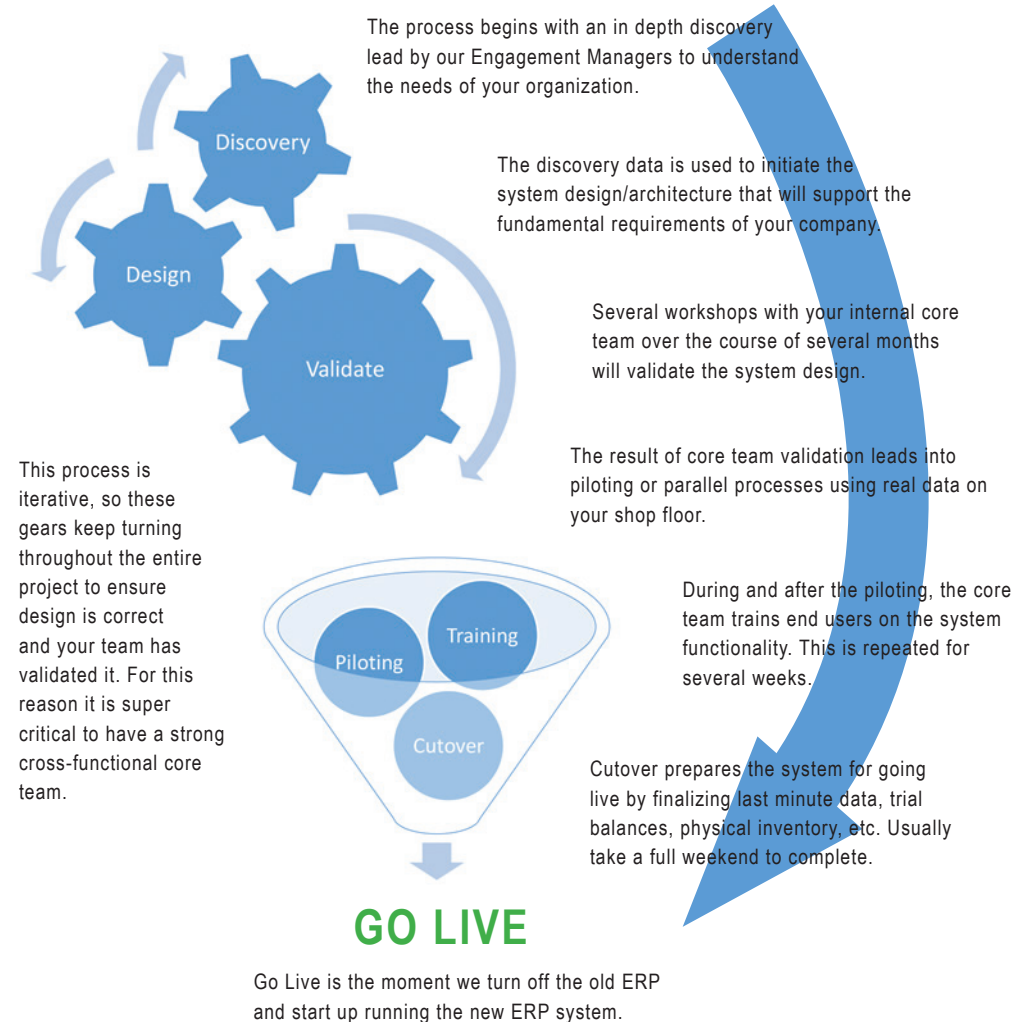 The process begins with an in depth discovery
lead by our Engagement Managers to understand
the needs of your organization.
Discovery
The discovery data is used to initiate the
system design/architecture that will support the
fundamental requirements of your company.
Design
Several workshops with your internal core
team over the course of several months
will validate the system design.
Validate
The result of core team validation leads into
piloting or parallel processes using real data on
your shop floor.
This process is
iterative, so these
gears keep turning
throughout the entire
project to ensure
design is correct
and your team has
validated it. For this
reason it is super
critical to have a strong
cross-functional core
team.
During and after the piloting, the core
team trains end users on the system
functionality. This is repeated for
several weeks.
Training
Piloting
Cutover
Cutover prepares the system for going
live by finalizing last minute data, trial
balances, physical inventory, etc. Usually
take a full weekend to complete.
GO LIVE
Go Live is the moment we turn off the old ERP
and start up running the new ERP system.